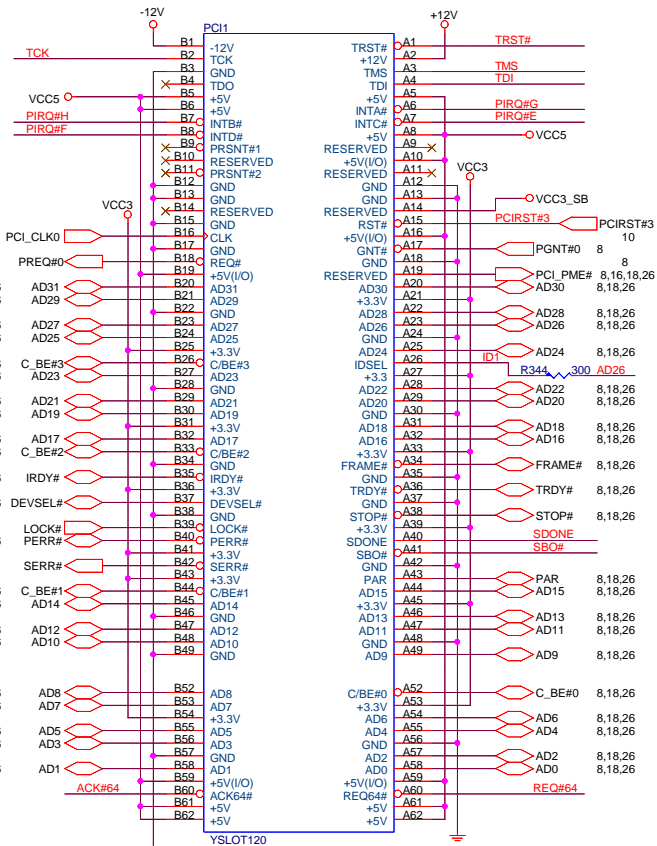 -12V +12V
PCI1
B1 -12V TRST# A1 TRST#
TCK B2 TCK +12V A2
B3 GND TMS A3 TMS
B4 TDO TDI A4 TDI
VCC5 B5 +5V +5V A5
B6 +5V INTA# A6 PIRQ#G
PIRQ#H B7 INTB# INTC# A7 PIRQ#E
PIRQ#F B8 INTD# +5V A8 VCC5
B9 PRSNT#1 RESERVED A9
B10 RESERVED +5V(I/O) A10
B11 PRSNT#2 RESERVED A11 VCC3
B12 GND GND A12
B13 GND GND A13
VCC3 B14 RESERVED RESERVED A14 VCC3_SB
B15 GND RST# A15 PCIRST#3 PCIRST#3 10
PCI_CLK0 B16 CLK +5V(I/O) A16
B17 GND GNT# A17 PGNT#0 8
PREQ#0 B18 REQ# GND A18 8
B19 +5V(I/O) RESERVED A19 PCI_PME# 8,16,18,26
AD31 B20 AD31 AD30 A20 AD30 8,18,26
AD29 B21 AD29 +3.3V A21
B22 GND AD28 A22 AD28 8,18,26
AD27 B23 AD27 AD26 A23 AD26 8,18,26
AD25 B24 AD25 GND A24
B25 +3.3V AD24 A25 AD24 8,18,26
C_BE#3 B26 C/BE#3 IDSEL A26 ID1
AD23 B27 AD23 +3.3 A27 R344 300 AD26
B28 GND AD22 A28 AD22 8,18,26
AD21 B29 AD21 AD20 A29 AD20 8,18,26
AD19 B30 AD19 GND A30
B31 +3.3V AD18 A31 AD18 8,18,26
AD17 B32 AD17 AD16 A32 AD16 8,18,26
C_BE#2 B33 C/BE#2 +3.3V A33
B34 GND FRAME# A34 FRAME# 8,18,26
IRDY# B35 IRDY# GND A35
B36 +3.3V TRDY# A36 TRDY# 8,18,26
DEVSEL# B37 DEVSEL# GND A37
B38 GND STOP# A38 STOP# 8,18,26
LOCK# B39 LOCK# +3.3V A39
PERR# B40 PERR# SDONE A40 SDONE
B41 +3.3V SBO# A41 SBO#
SERR# B42 SERR# GND A42
B43 +3.3V PAR A43 PAR 8,18,26
C_BE#1 B44 C/BE#1 AD15 A44 AD15 8,18,26
AD14 B45 AD14 +3.3V A45
B46 GND AD13 A46 AD13 8,18,26
AD12 B47 AD12 AD11 A47 AD11 8,18,26
AD10 B48 AD10 GND A48
B49 GND AD9 A49 AD9 8,18,26
AD8 B52 AD8 C/BE#0 A52 C_BE#0 8,18,26
AD7 B53 AD7 +3.3V A53
B54 +3.3V AD6 A54 AD6 8,18,26
AD5 B55 AD5 AD4 A55 AD4 8,18,26
AD3 B56 AD3 GND A56
B57 GND AD2 A57 AD2 8,18,26
AD1 B58 AD1 AD0 A58 AD0 8,18,26
B59 +5V(I/O) +5V(I/O) A59
ACK#64 B60 ACK64# REQ64# A60 REQ#64
B61 +5V +5V A61
B62 +5V +5V A62
YSLOT120